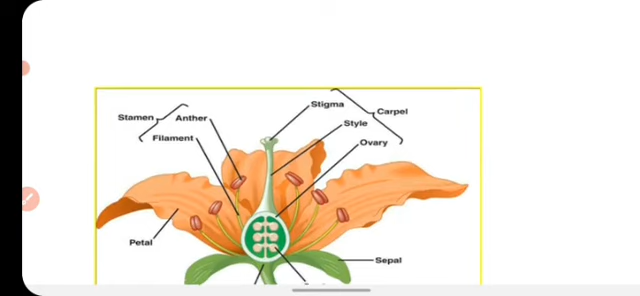 Stigma
Stamen
Anther
Carpel
Style
Filament
Ovary
Petal
Sepal